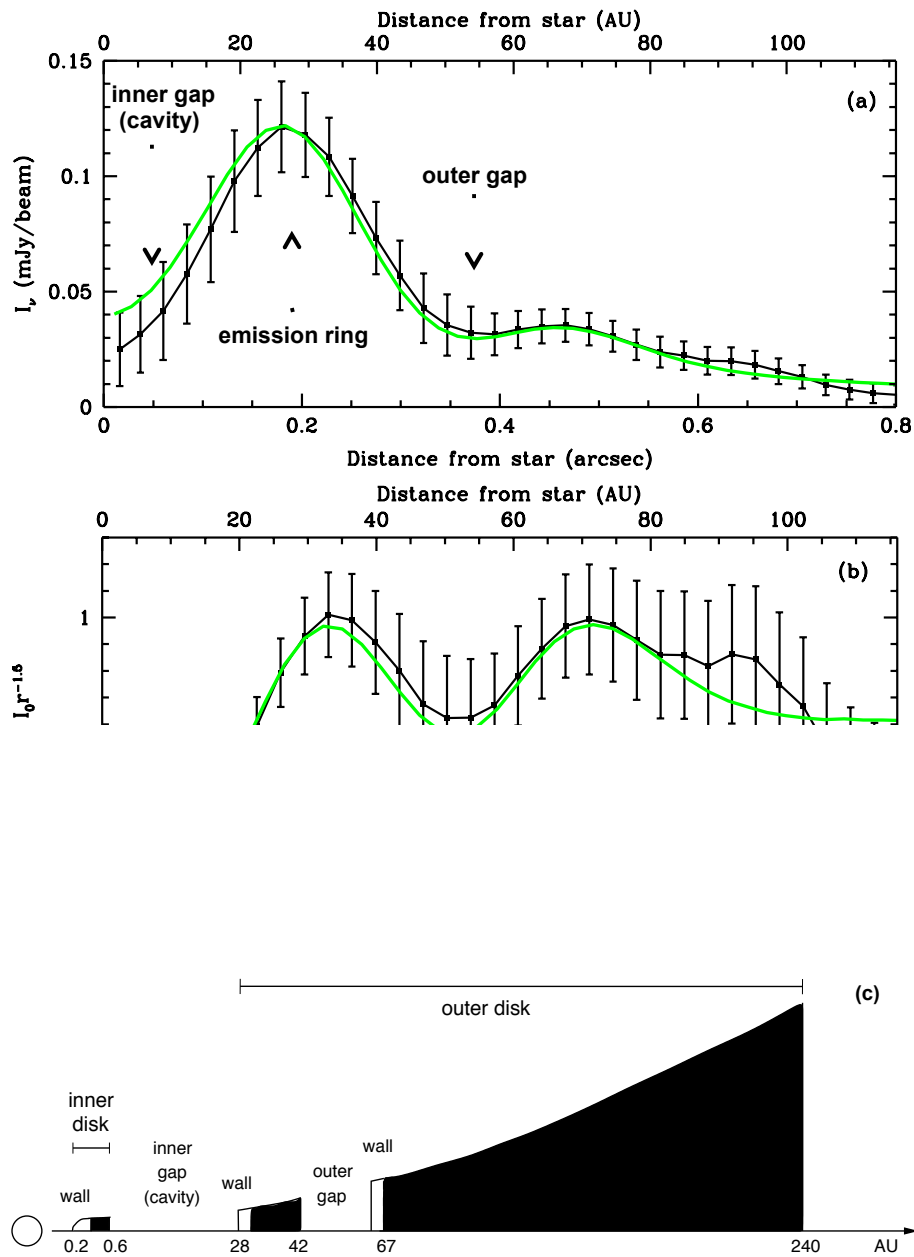 Distance from star (AU)
0 20 40 60 80 100
0.15
0.1
0.05
0
(a)
inner gap
(cavity)
outer gap
emission ring
I𝜈 (mJy/beam)
0 0.2 0.4 0.6 0.8
Distance from star (arcsec)
Distance from star (AU)
0 20 40 60 80 100
(b)
1
I₀r⁻¹·⁵
(c)
outer disk
inner
disk
wall
inner
gap
(cavity)
wall
outer
gap
wall
0.2 0.6 28 42 67 240 AU